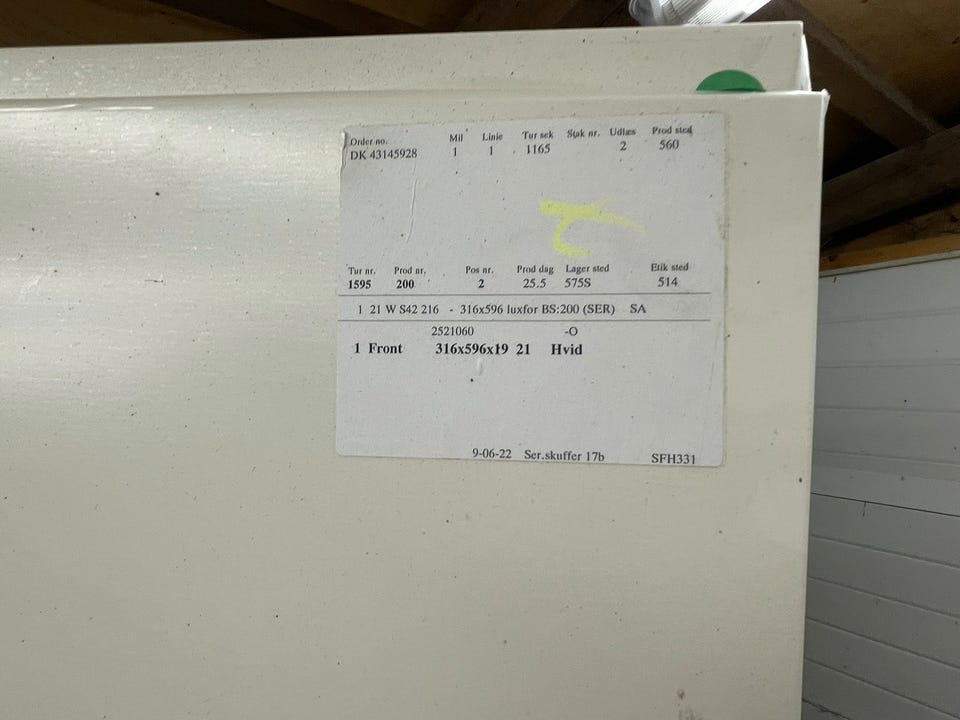 Order no. Mil Linie Tur sek Stak nr. Udlæs Prod sted
DK 43145928 1 1 1165 2 560
Tur nr. Prod nr. Pos nr. Prod dag Lager sted Etik sted
1595 200 2 25.5 575S 514
1 21 W S42 216 - 316x596 luxfor BS:200 (SER) SA
2521060 -O
1 Front 316x596x19 21 Hvid
9-06-22 Ser.skuffer 17b SFH331